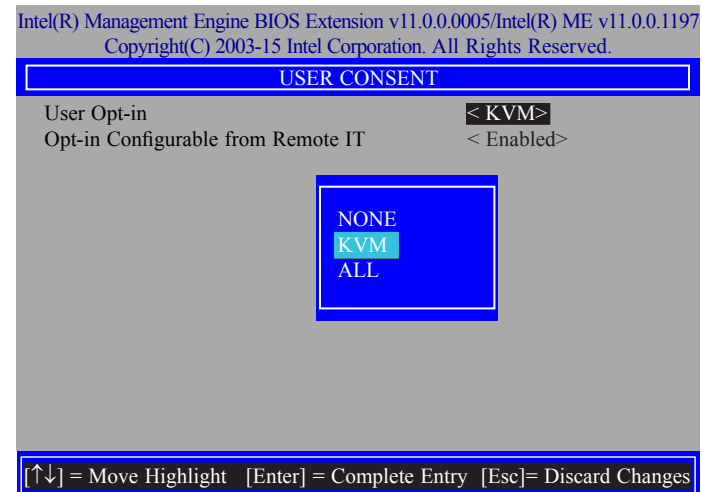 Intel(R) Management Engine BIOS Extension v11.0.0.0005/Intel(R) ME v11.0.0.1197
Copyright(C) 2003-15 Intel Corporation. All Rights Reserved.
USER CONSENT
User Opt-in < KVM>
Opt-in Configurable from Remote IT < Enabled>
NONE
KVM
ALL
[↑↓] = Move Highlight [Enter] = Complete Entry [Esc]= Discard Changes